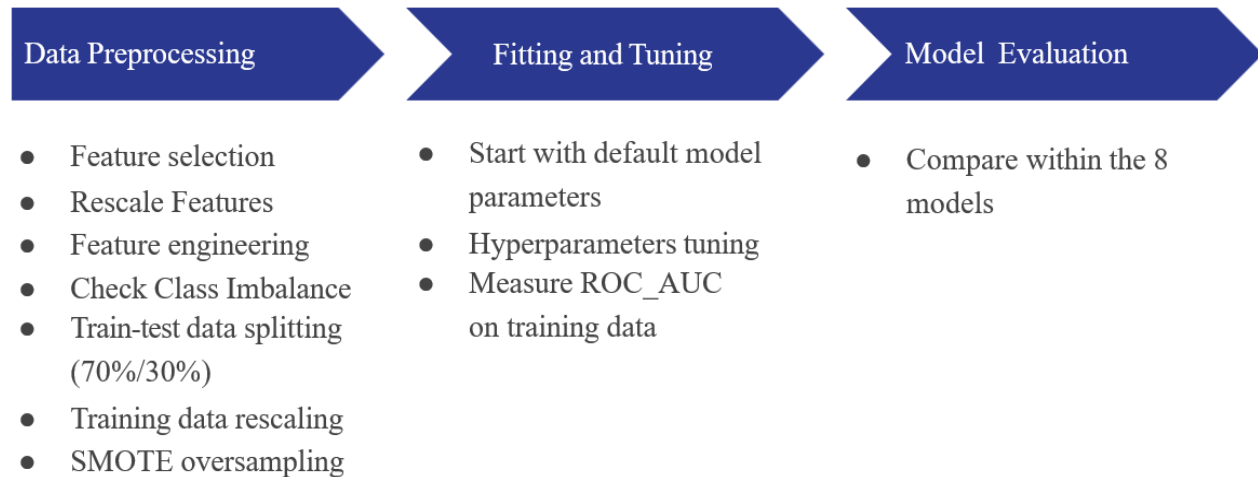 Data Preprocessing
● Feature selection
● Rescale Features
● Feature engineering
● Check Class Imbalance
● Train-test data splitting
(70%/30%)
● Training data rescaling
● SMOTE oversampling
Fitting and Tuning
● Start with default model
parameters
● Hyperparameters tuning
● Measure ROC_AUC
on training data
Model Evaluation
● Compare within the 8
models